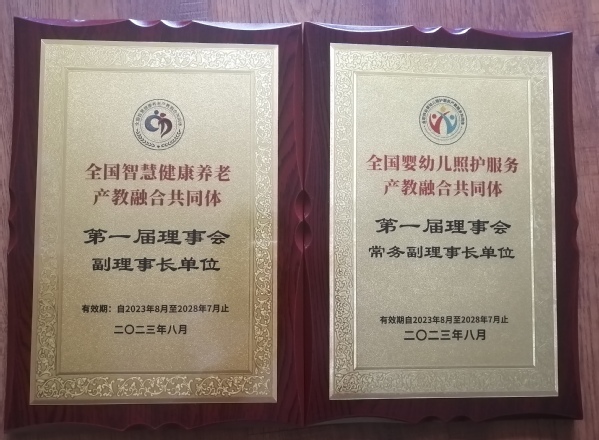 全国智慧健康养老
产教融合共同体
第一届理事会
副理事长单位
有效期：自2023年8月至2028年7月止
二〇二三年八月
全国婴幼儿照护服务
产教融合共同体
第一届理事会
常务副理事长单位
有效期自2023年8月至2028年7月止
二〇二三年八月